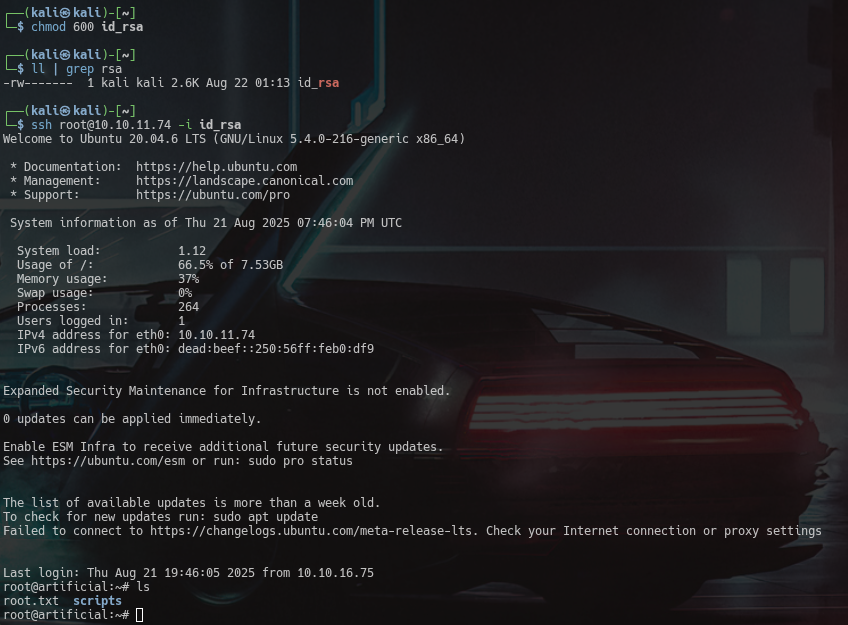 ┌──(kali㉿kali)-[~]
└─$ chmod 600 id_rsa
┌──(kali㉿kali)-[~]
└─$ ll | grep rsa
-rw-------  1 kali kali 2.6K Aug 22 01:13 id_rsa
┌──(kali㉿kali)-[~]
└─$ ssh root@10.10.11.74 -i id_rsa
Welcome to Ubuntu 20.04.6 LTS (GNU/Linux 5.4.0-216-generic x86_64)
 * Documentation:  https://help.ubuntu.com
 * Management:     https://landscape.canonical.com
 * Support:        https://ubuntu.com/pro
 System information as of Thu 21 Aug 2025 07:46:04 PM UTC
  System load:           1.12
  Usage of /:            66.5% of 7.53GB
  Memory usage:          37%
  Swap usage:            0%
  Processes:             264
  Users logged in:       1
  IPv4 address for eth0: 10.10.11.74
  IPv6 address for eth0: dead:beef::250:56ff:feb0:df9
Expanded Security Maintenance for Infrastructure is not enabled.
0 updates can be applied immediately.
Enable ESM Infra to receive additional future security updates.
See https://ubuntu.com/esm or run: sudo pro status
The list of available updates is more than a week old.
To check for new updates run: sudo apt update
Failed to connect to https://changelogs.ubuntu.com/meta-release-lts. Check your Internet connection or proxy settings
Last login: Thu Aug 21 19:46:05 2025 from 10.10.16.75
root@artificial:~# ls
root.txt  scripts
root@artificial:~#